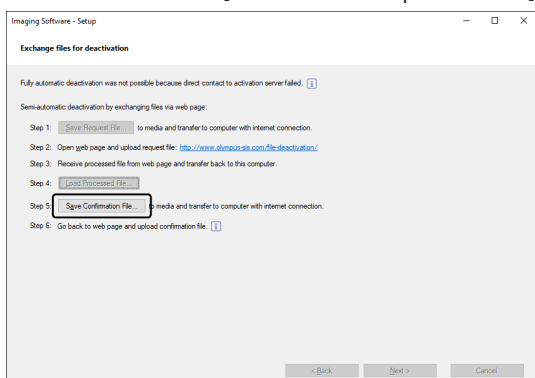 Imaging Software - Setup
Exchange files for deactivation
Fully automatic deactivation was not possible because direct contact to activation server failed. i
Semi-automatic deactivation by exchanging files via web page:
Step 1: Save Request File... to media and transfer to computer with internet connection.
Step 2: Open web page and upload request file: http://www.olympus-sis.com/file-deactivation/
Step 3: Receive processed file from web page and transfer back to this computer.
Step 4: Load Processed File...
Step 5: Save Confirmation File... to media and transfer to computer with internet connection.
Step 6: Go back to web page and upload confirmation file. i
< Back Next > Cancel